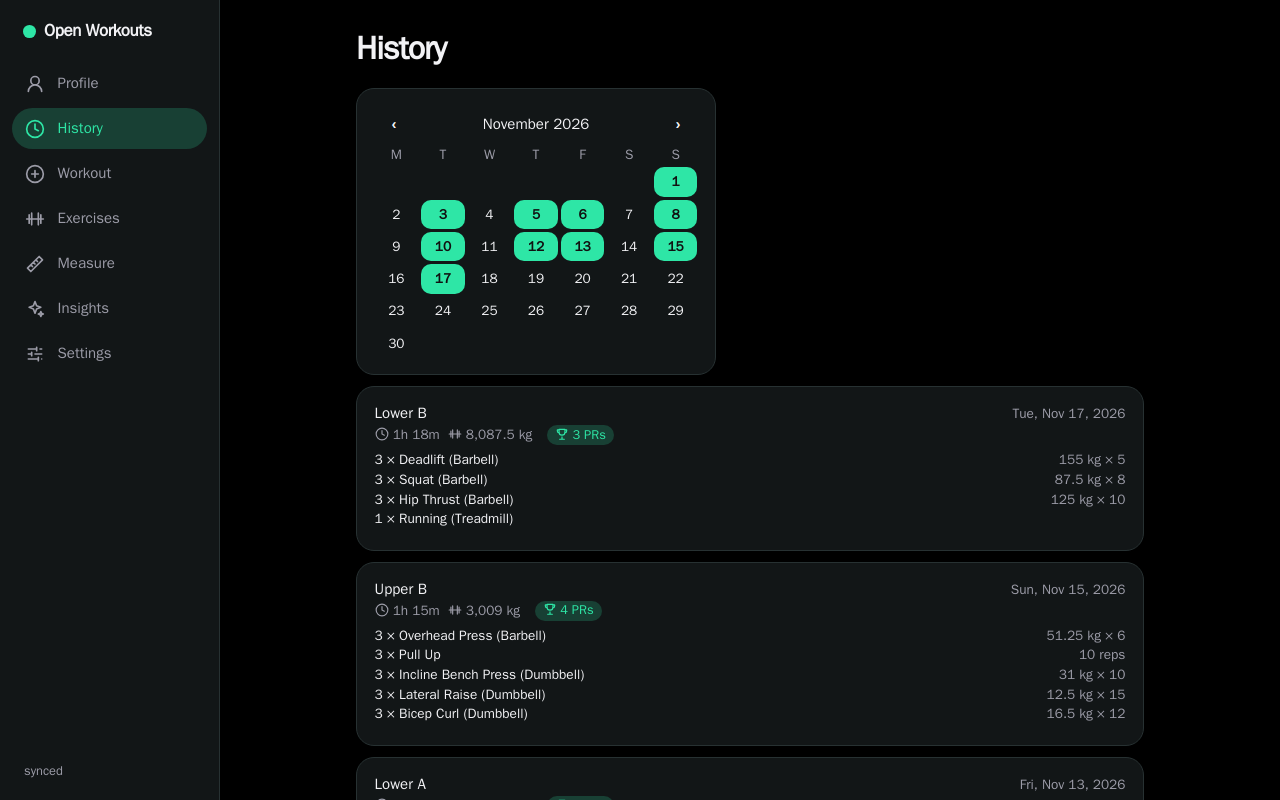 Open Workouts
Profile
History
Workout
Exercises
Measure
Insights
Settings
synced
History
‹ November 2026 ›
M T W T F S S
1
2 3 4 5 6 7 8
9 10 11 12 13 14 15
16 17 18 19 20 21 22
23 24 25 26 27 28 29
30
Lower B Tue, Nov 17, 2026
1h 18m 8,087.5 kg 3 PRs
3 × Deadlift (Barbell) 155 kg × 5
3 × Squat (Barbell) 87.5 kg × 8
3 × Hip Thrust (Barbell) 125 kg × 10
1 × Running (Treadmill)
Upper B Sun, Nov 15, 2026
1h 15m 3,009 kg 4 PRs
3 × Overhead Press (Barbell) 51.25 kg × 6
3 × Pull Up 10 reps
3 × Incline Bench Press (Dumbbell) 31 kg × 10
3 × Lateral Raise (Dumbbell) 12.5 kg × 15
3 × Bicep Curl (Dumbbell) 16.5 kg × 12
Lower A Fri, Nov 13, 2026